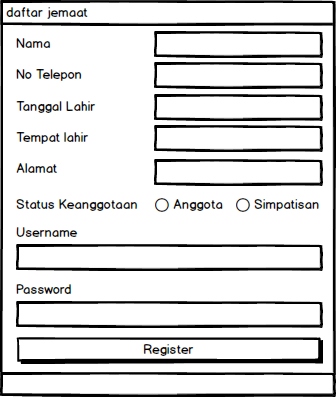 daftar jemaat
Nama
No Telepon
Tanggal Lahir
Tempat lahir
Alamat
Status Keanggotaan Anggota Simpatisan
Username
Password
Register